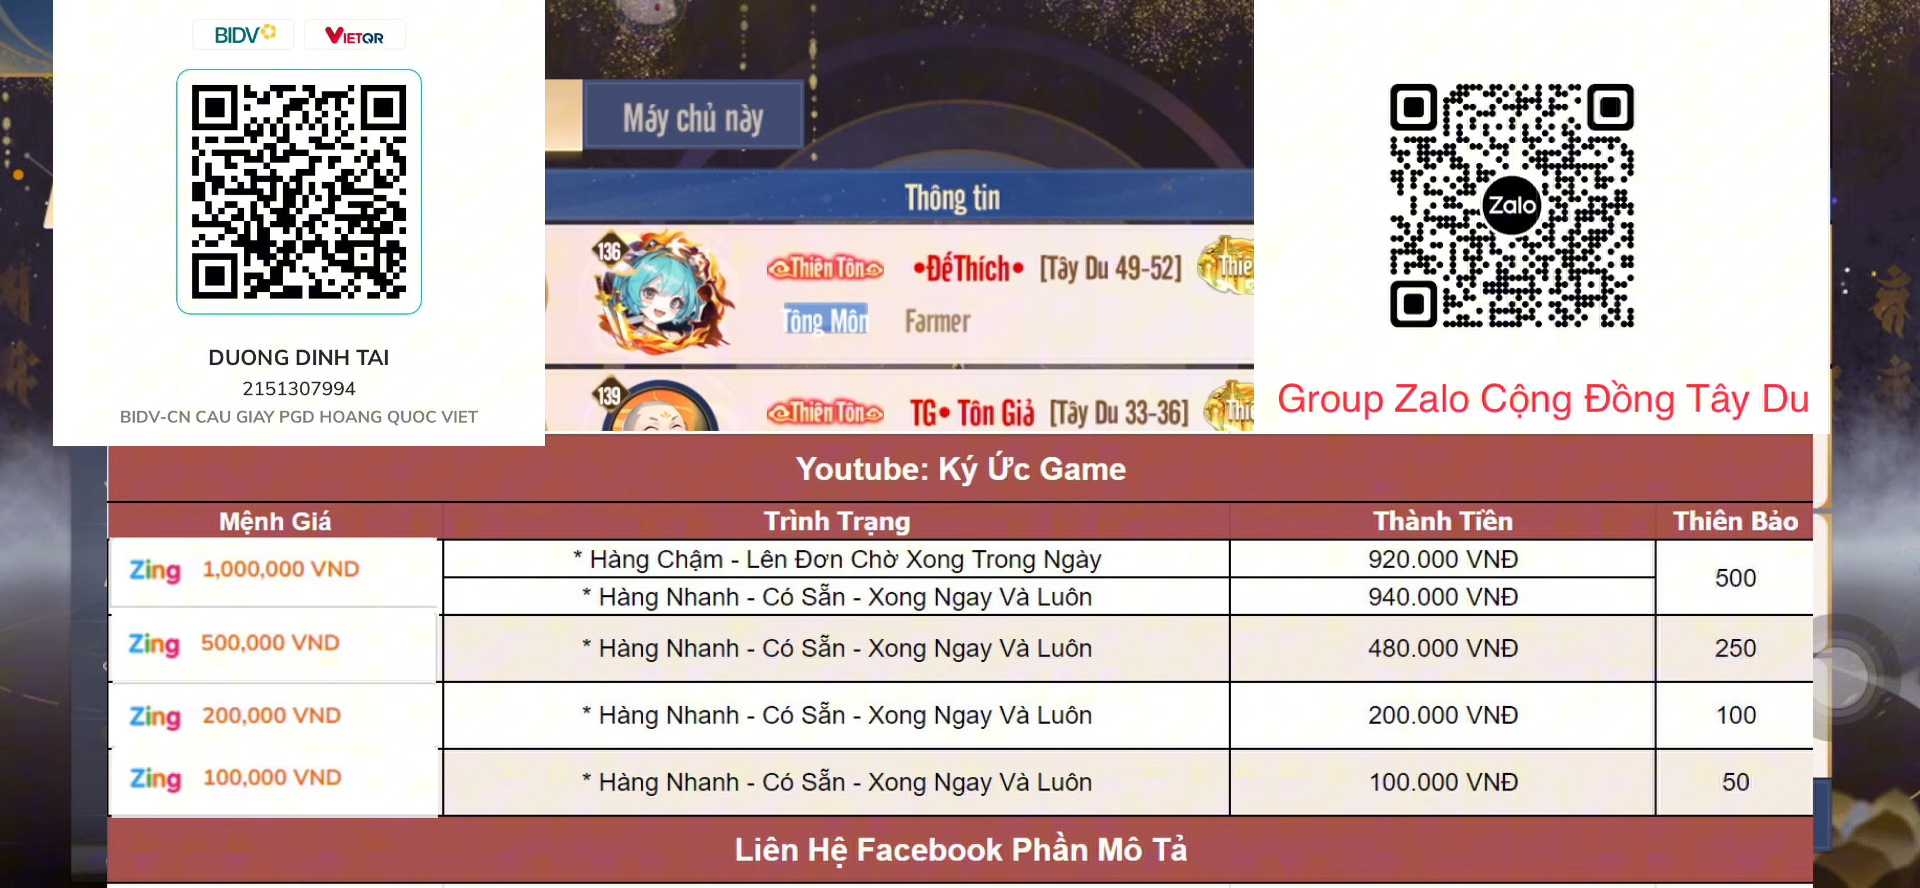 BIDV VIETQR
DUONG DINH TAI
2151307994
BIDV-CN CAU GIAY PGD HOANG QUOC VIET
Máy chủ này
Thông tin
136 Thiên Tôn •ĐếThích• [Tây Du 49-52] Thiê
Tông Môn Farmer
139 Thiên Tôn TG• Tôn Giả [Tây Du 33-36]
Zalo
Group Zalo Cộng Đồng Tây Du
Youtube: Ký Ức Game
Mệnh Giá Trình Trạng Thành Tiền Thiên Bảo
Zing 1,000,000 VND * Hàng Chậm - Lên Đơn Chờ Xong Trong Ngày 920.000 VNĐ 500
* Hàng Nhanh - Có Sẵn - Xong Ngay Và Luôn 940.000 VNĐ
Zing 500,000 VND * Hàng Nhanh - Có Sẵn - Xong Ngay Và Luôn 480.000 VNĐ 250
Zing 200,000 VND * Hàng Nhanh - Có Sẵn - Xong Ngay Và Luôn 200.000 VNĐ 100
Zing 100,000 VND * Hàng Nhanh - Có Sẵn - Xong Ngay Và Luôn 100.000 VNĐ 50
Liên Hệ Facebook Phần Mô Tả